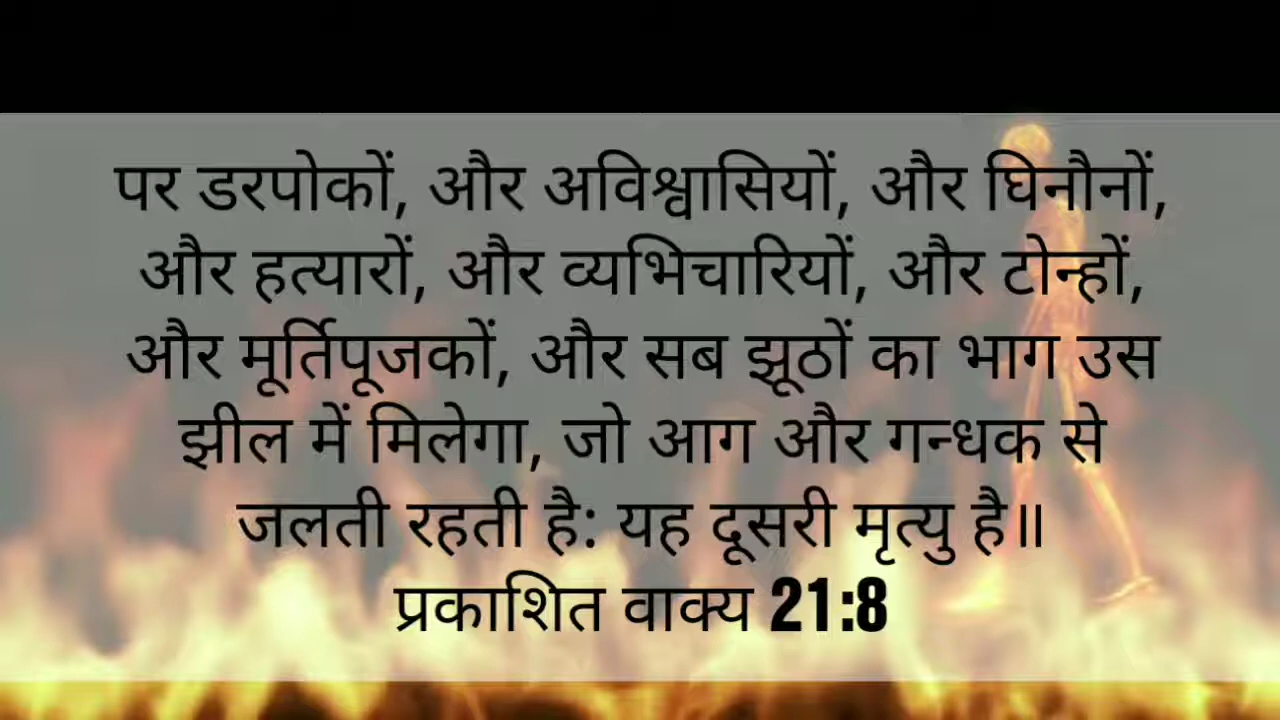 पर डरपोकों, और अविश्वासियों, और घिनौनों,
और हत्यारों, और व्यभिचारियों, और टोन्हों,
और मूर्तिपूजकों, और सब झूठों का भाग उस
झील में मिलेगा, जो आग और गन्धक से
जलती रहती है: यह दूसरी मृत्यु है॥
प्रकाशित वाक्य 21:8